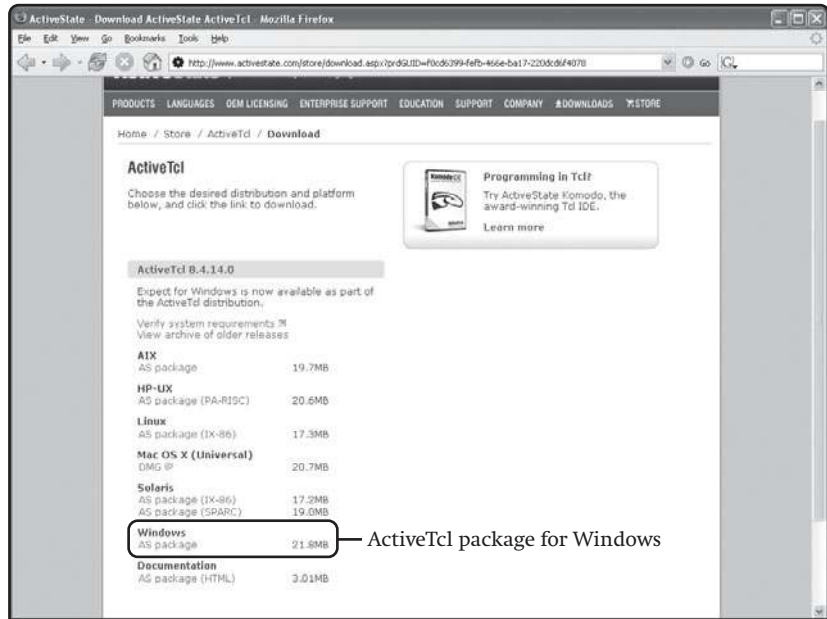 ActiveState - Download ActiveState ActiveTcl - Mozilla Firefox
File Edit View Go Bookmarks Tools Help
http://www.activestate.com/store/download.aspx?prdGUID=f0cd6399-fefb-466e-ba17-220dcd6f4078
Go
PRODUCTS LANGUAGES OEM LICENSING ENTERPRISE SUPPORT EDUCATION SUPPORT COMPANY DOWNLOADS STORE
Home / Store / ActiveTcl / Download
ActiveTcl
Choose the desired distribution and platform
below, and click the link to download.
Programming in Tcl?
Try ActiveState Komodo, the
award-winning Tcl IDE.
Learn more
ActiveTcl 8.4.14.0
Expect for Windows is now available as part of
the ActiveTcl distribution.
Verify system requirements
View archive of older releases
AIX
AS package 19.7MB
HP-UX
AS package (PA-RISC) 20.6MB
Linux
AS package (IX-86) 17.3MB
Mac OS X (Universal)
DMG 20.7MB
Solaris
AS package (IX-86) 17.2MB
AS package (SPARC) 19.0MB
Windows
AS package 21.8MB
ActiveTcl package for Windows
Documentation
AS package (HTML) 3.01MB